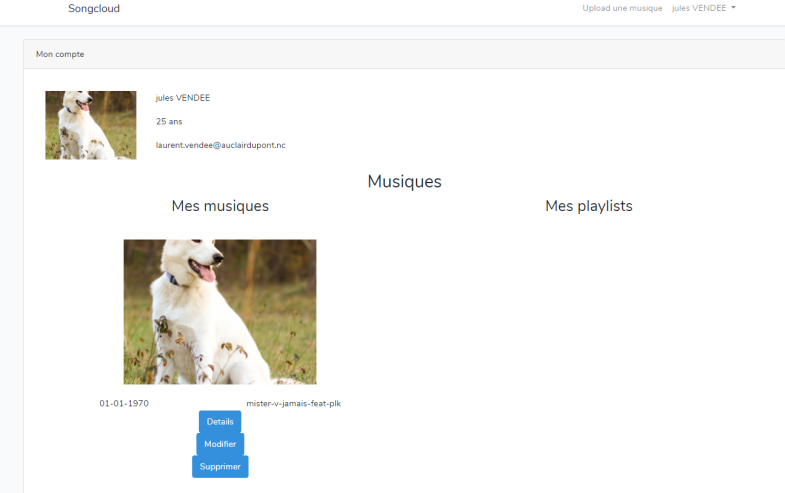 Songcloud Upload une musique jules VENDEE
Mon compte
jules VENDEE
25 ans
laurent.vendee@auclairdupont.nc
Musiques
Mes musiques Mes playlists
01-01-1970 mister-v-jamais-feat-plk
Details
Modifier
Supprimer